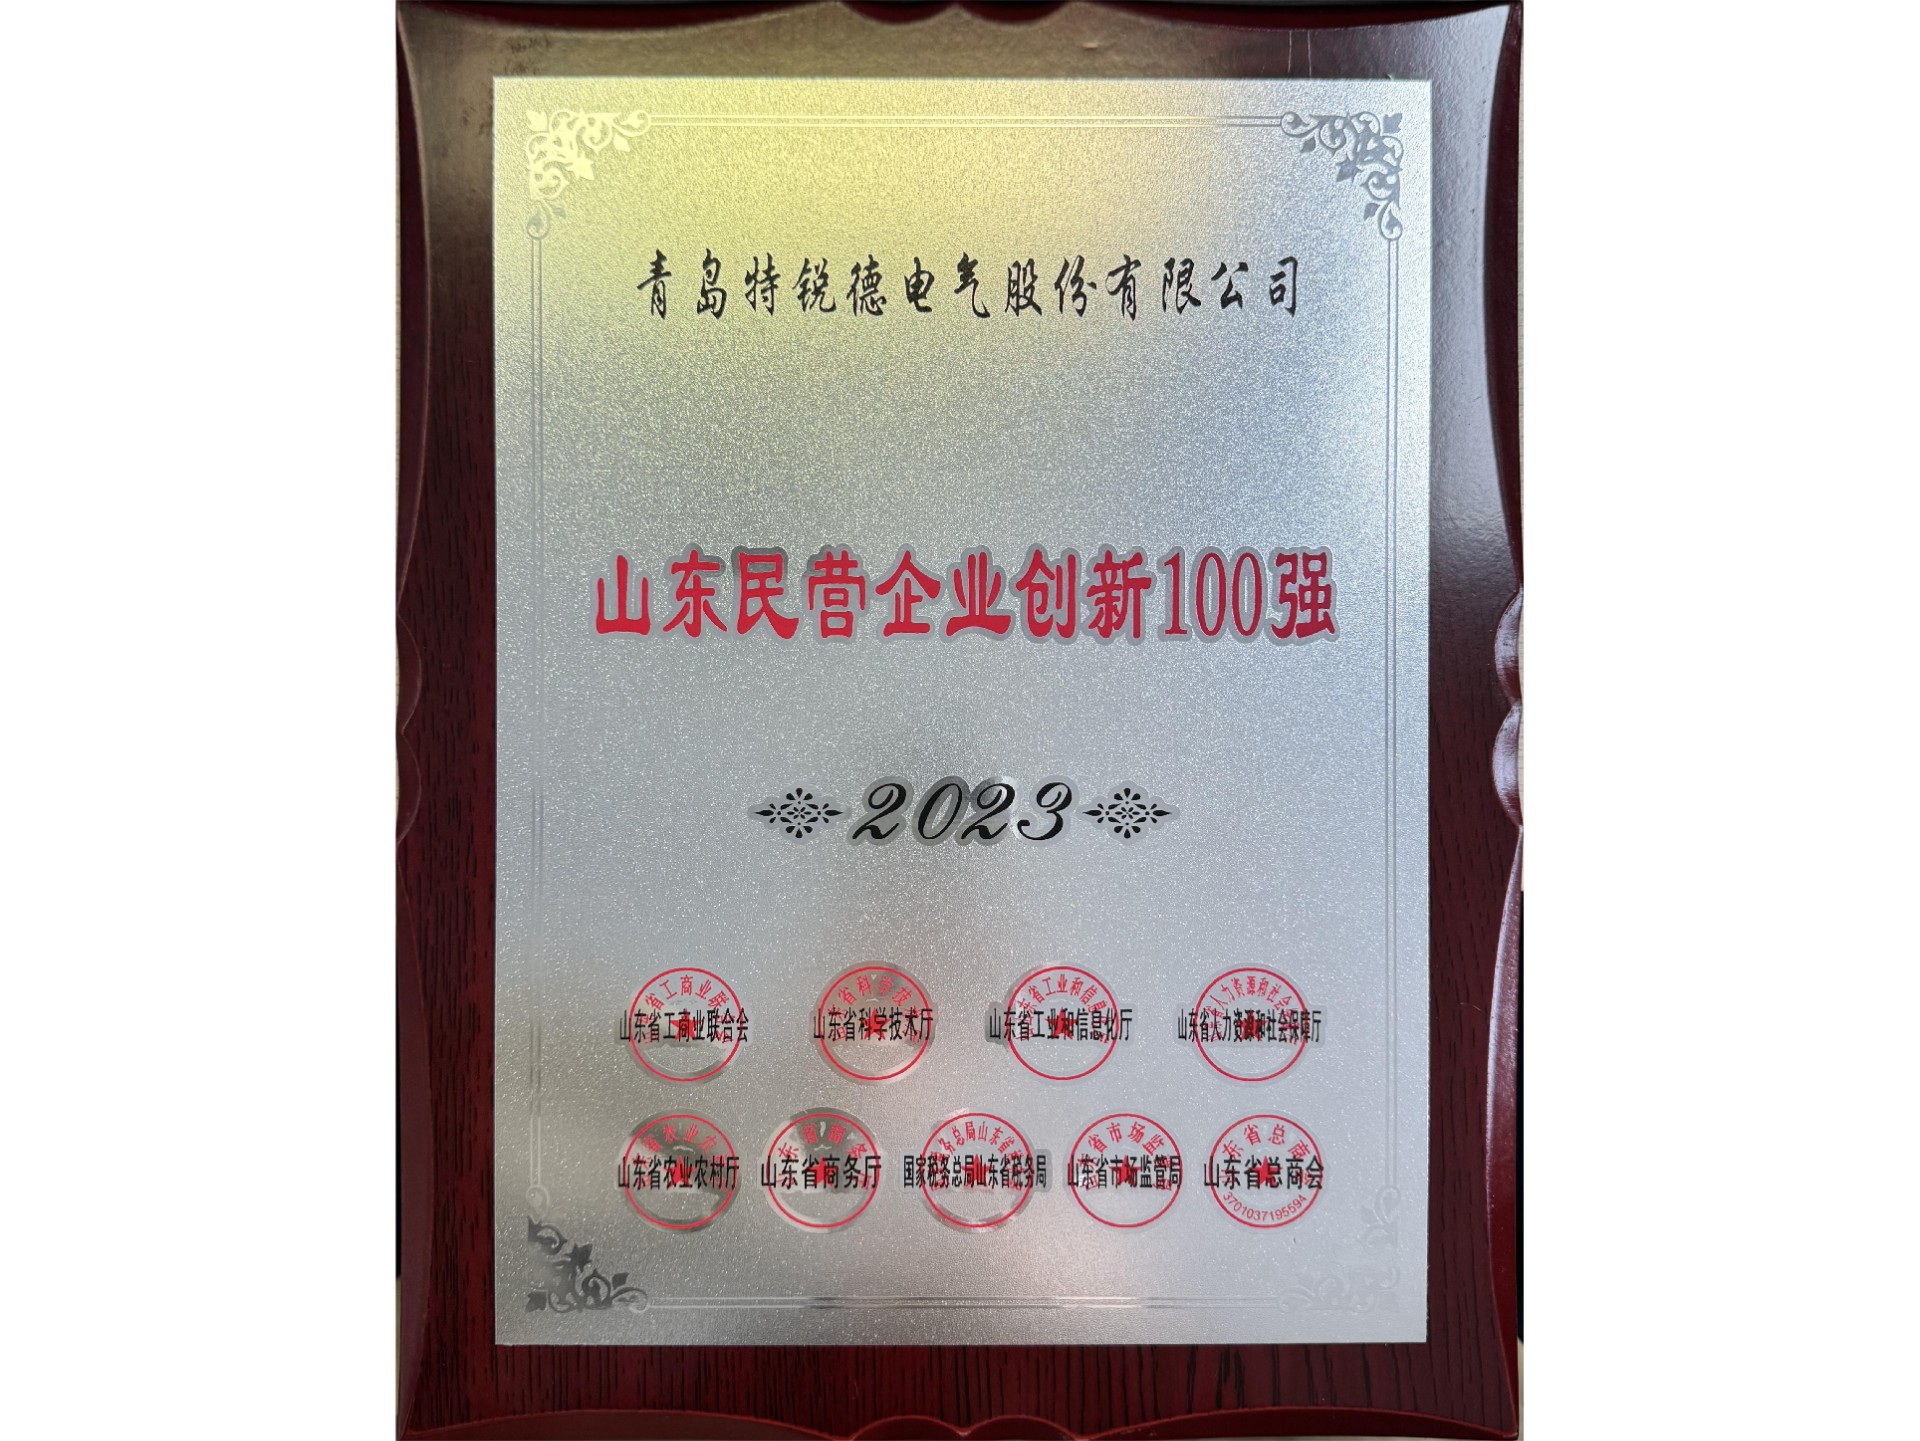 青岛特锐德电气股份有限公司
山东民营企业创新100强
2023
山东省工商业联合会 山东省科学技术厅 山东省工业和信息化厅 山东省人力资源和社会保障厅
山东省农业农村厅 山东省商务厅 国家税务总局山东省税务局 山东省市场监管局 山东省总商会
3701037195594